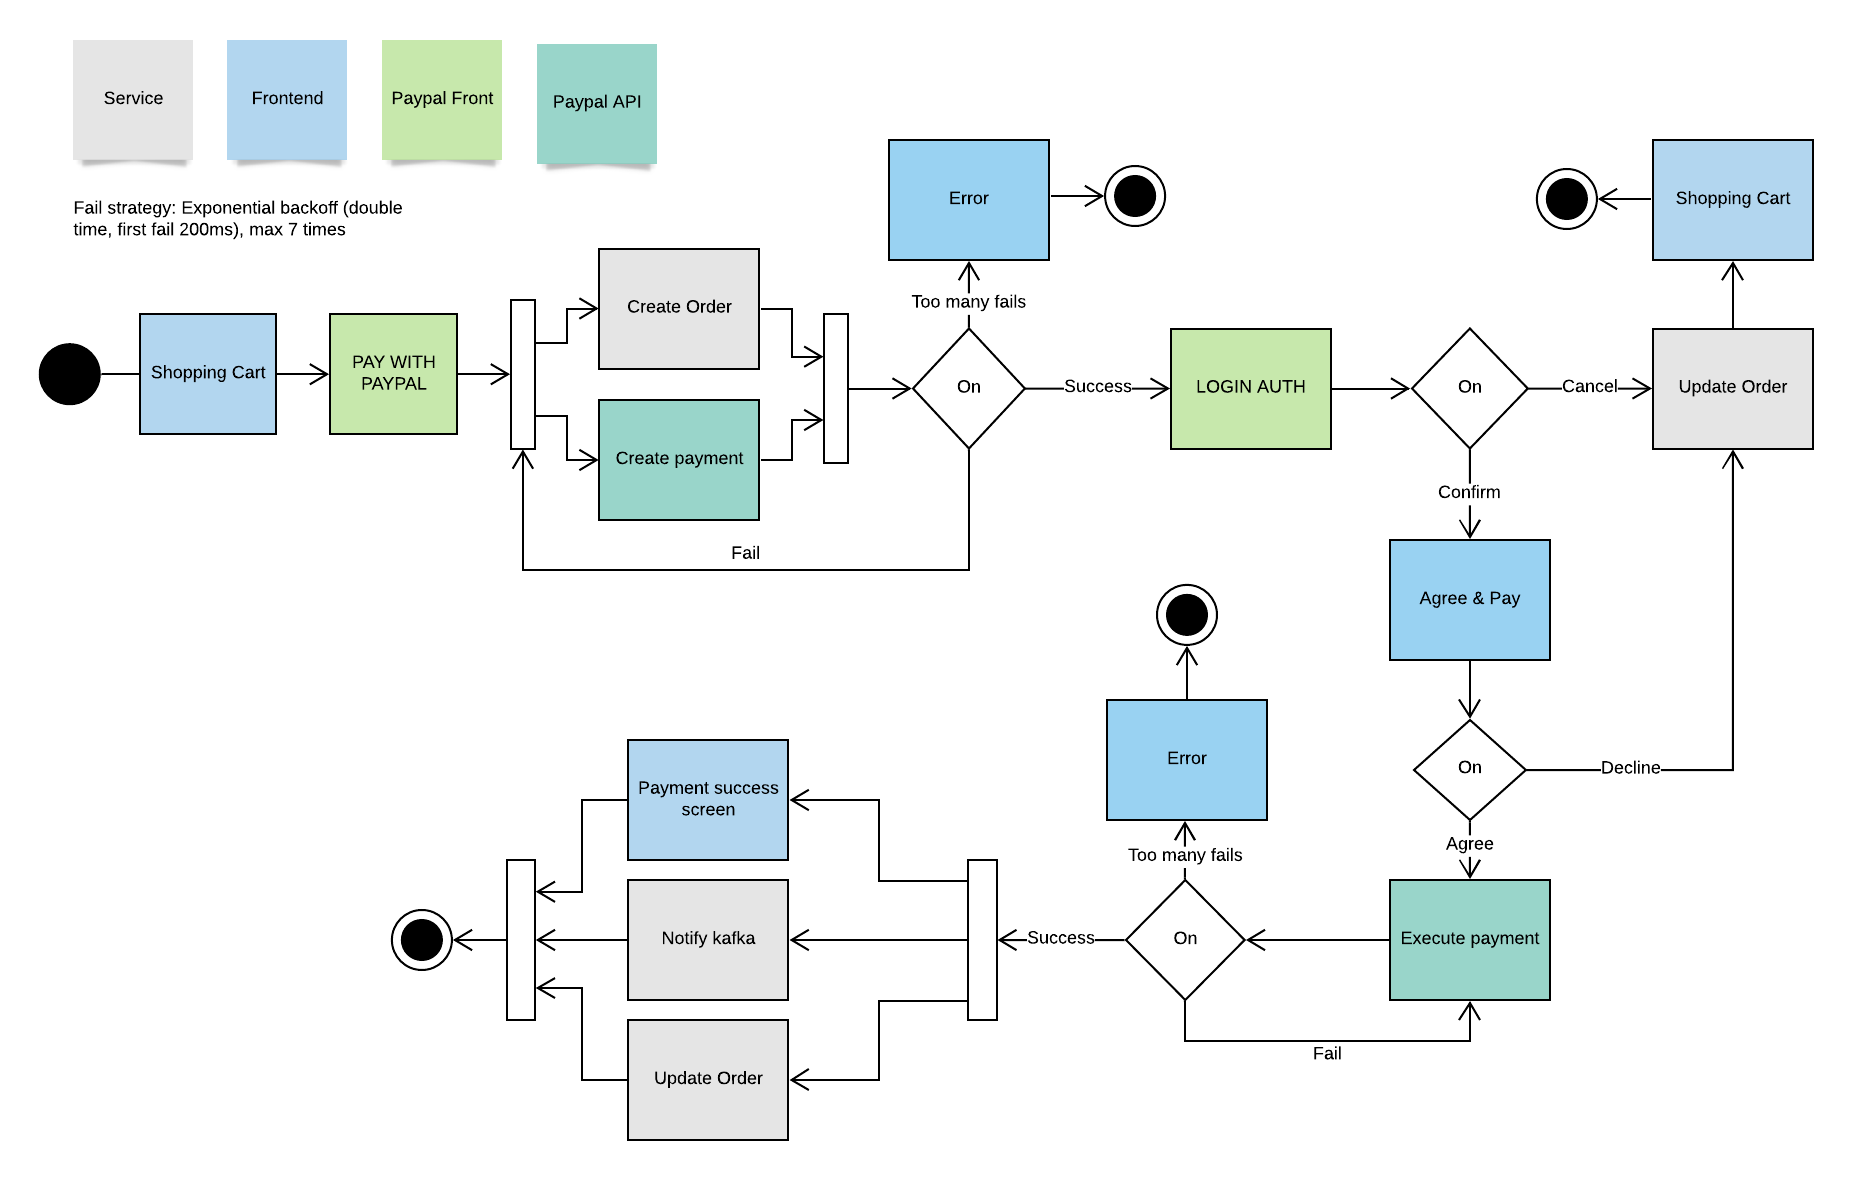 Service
Frontend
Paypal Front
Paypal API
Fail strategy: Exponential backoff (double
time, first fail 200ms), max 7 times
Shopping Cart
PAY WITH
PAYPAL
Create Order
Create payment
Fail
On
Too many fails
Error
Success
LOGIN AUTH
On
Cancel
Update Order
Shopping Cart
Confirm
Agree & Pay
On
Decline
Agree
Execute payment
On
Fail
Too many fails
Error
Success
Payment success
screen
Notify kafka
Update Order